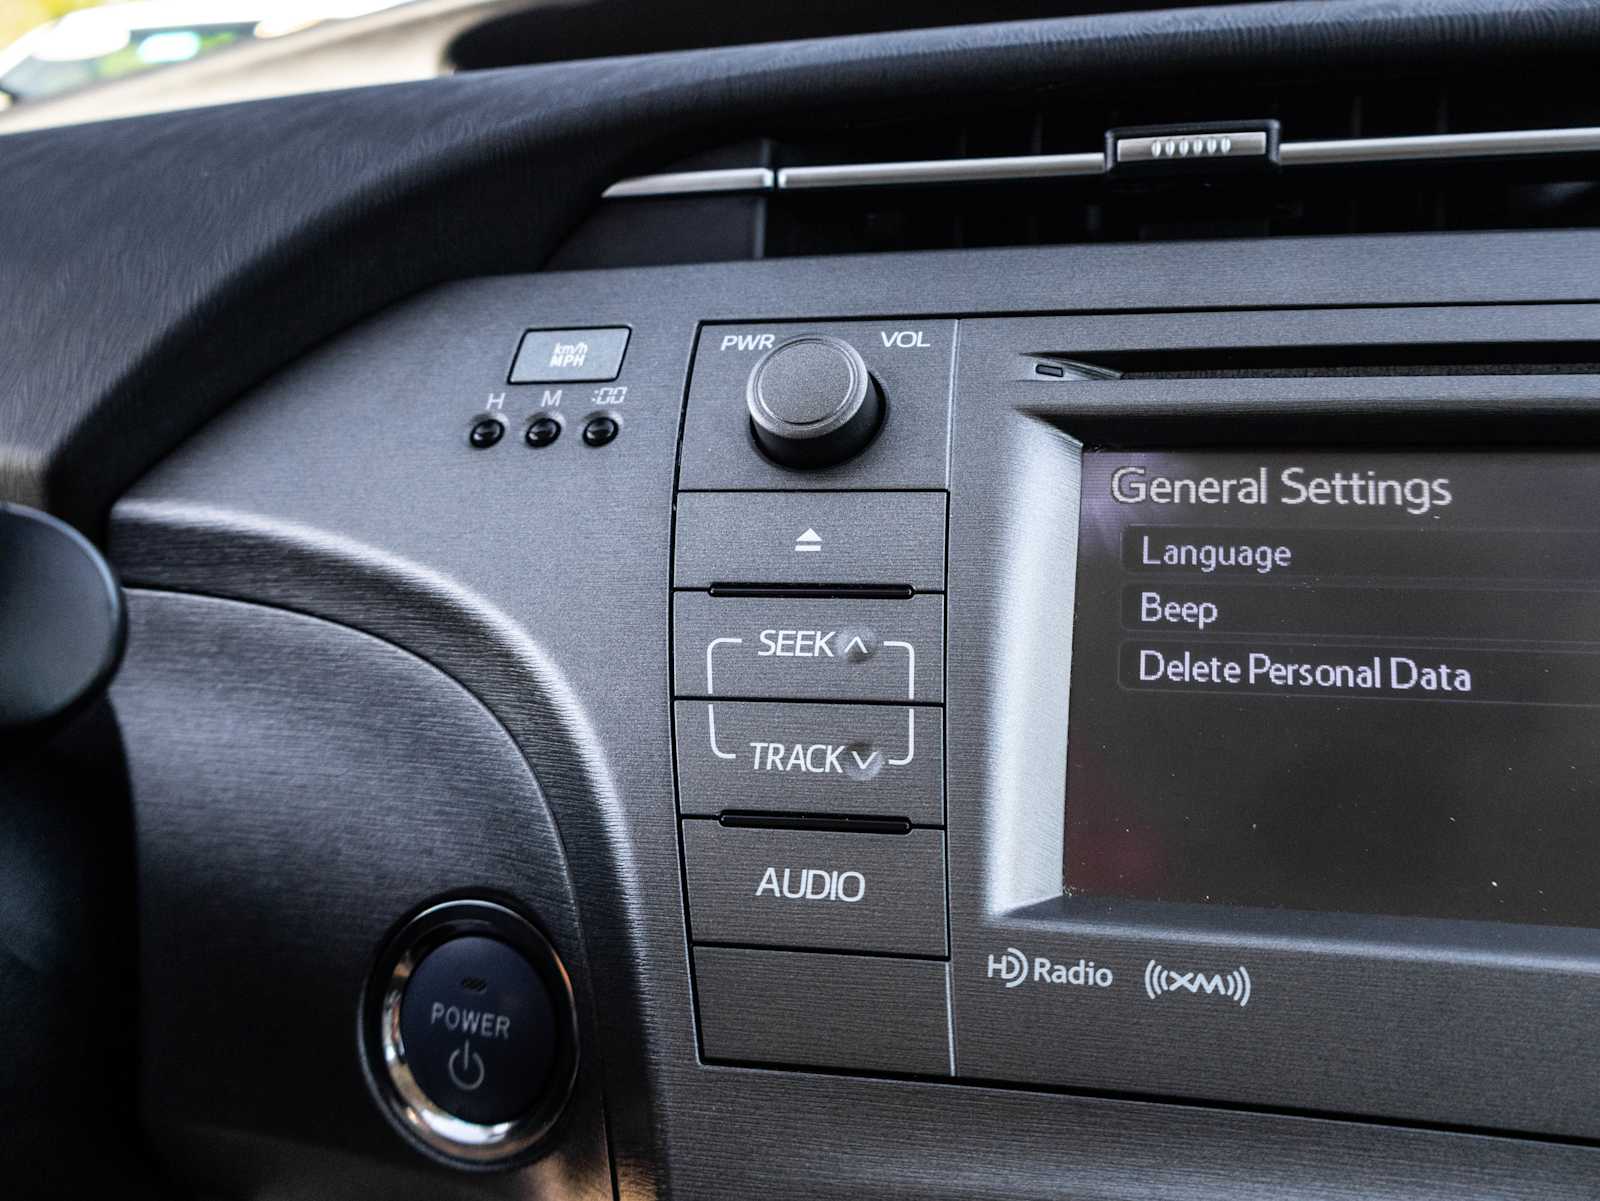 km/h
MPH
H M :00
PWR VOL
SEEK
TRACK
AUDIO
POWER
General Settings
Language
Beep
Delete Personal Data
HD Radio ((XM))